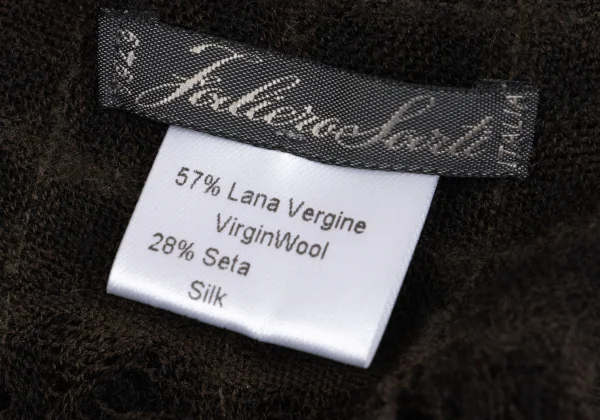 Faliero Sarti
ITALIA
57% Lana Vergine
VirginWool
28% Seta
Silk